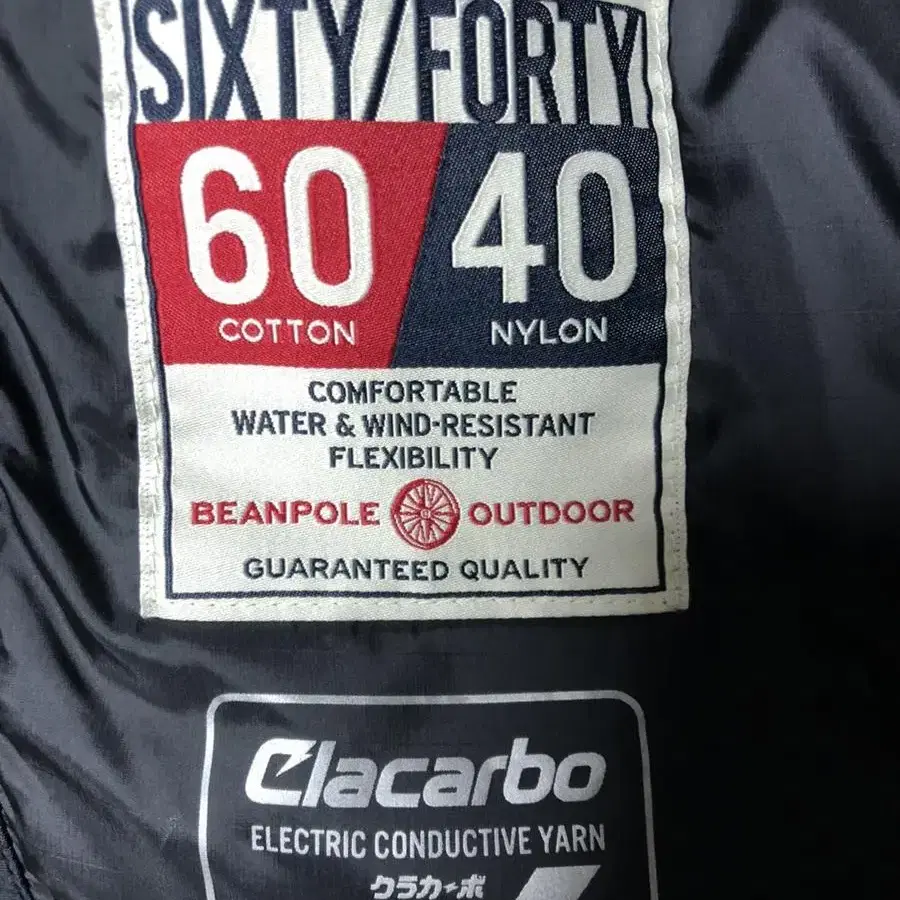 SIXTY/FORTY
60 40
COTTON NYLON
COMFORTABLE
WATER & WIND-RESISTANT
FLEXIBILITY
BEANPOLE OUTDOOR
GUARANTEED QUALITY
Clacarbo
ELECTRIC CONDUCTIVE YARN
クラカーボ